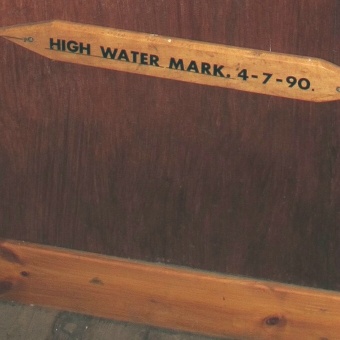 HIGH WATER MARK. 4-7-90.